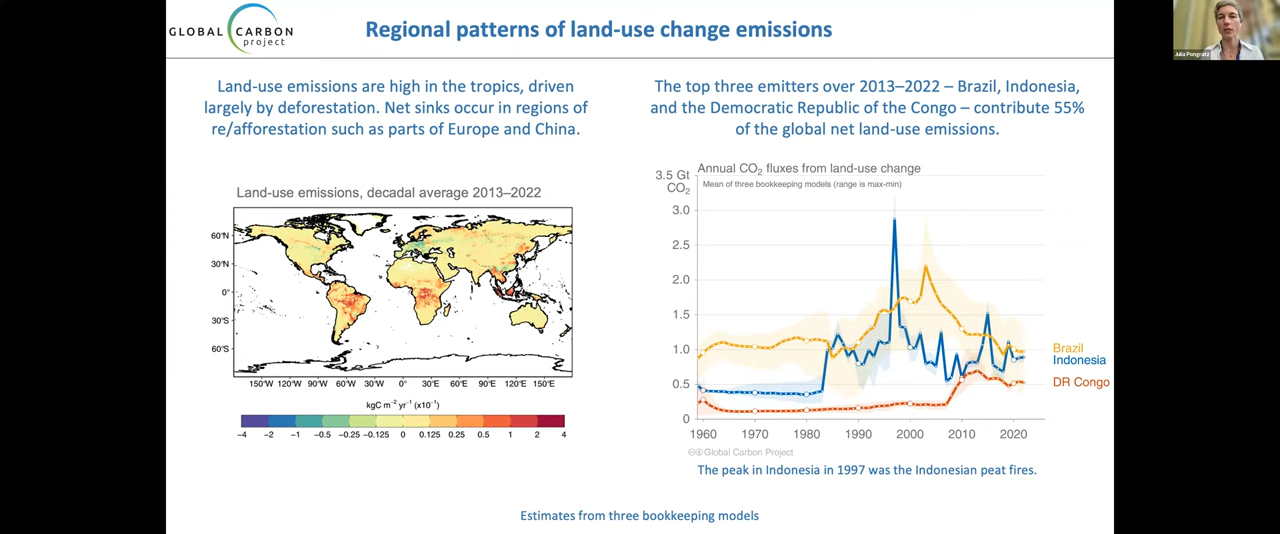 GLOBAL CARBON
project
Regional patterns of land-use change emissions
Julia Pongratz
Land-use emissions are high in the tropics, driven
largely by deforestation. Net sinks occur in regions of
re/afforestation such as parts of Europe and China.
The top three emitters over 2013–2022 – Brazil, Indonesia,
and the Democratic Republic of the Congo – contribute 55%
of the global net land-use emissions.
Land-use emissions, decadal average 2013–2022
60°N
30°N
0°
30°S
60°S
150°W 120°W 90°W 60°W 30°W 0° 30°E 60°E 90°E 120°E 150°E
kgC m⁻² yr⁻¹ (x10⁻¹)
−4 −2 −1 −0.5 −0.25 −0.125 0 0.125 0.25 0.5 1 2 4
Annual CO₂ fluxes from land-use change
3.5 Gt
CO₂
Mean of three bookkeeping models (range is max-min)
3.0
2.5
2.0
1.5
1.0
0.5
0
Brazil
Indonesia
DR Congo
1960 1970 1980 1990 2000 2010 2020
Global Carbon Project
The peak in Indonesia in 1997 was the Indonesian peat fires.
Estimates from three bookkeeping models